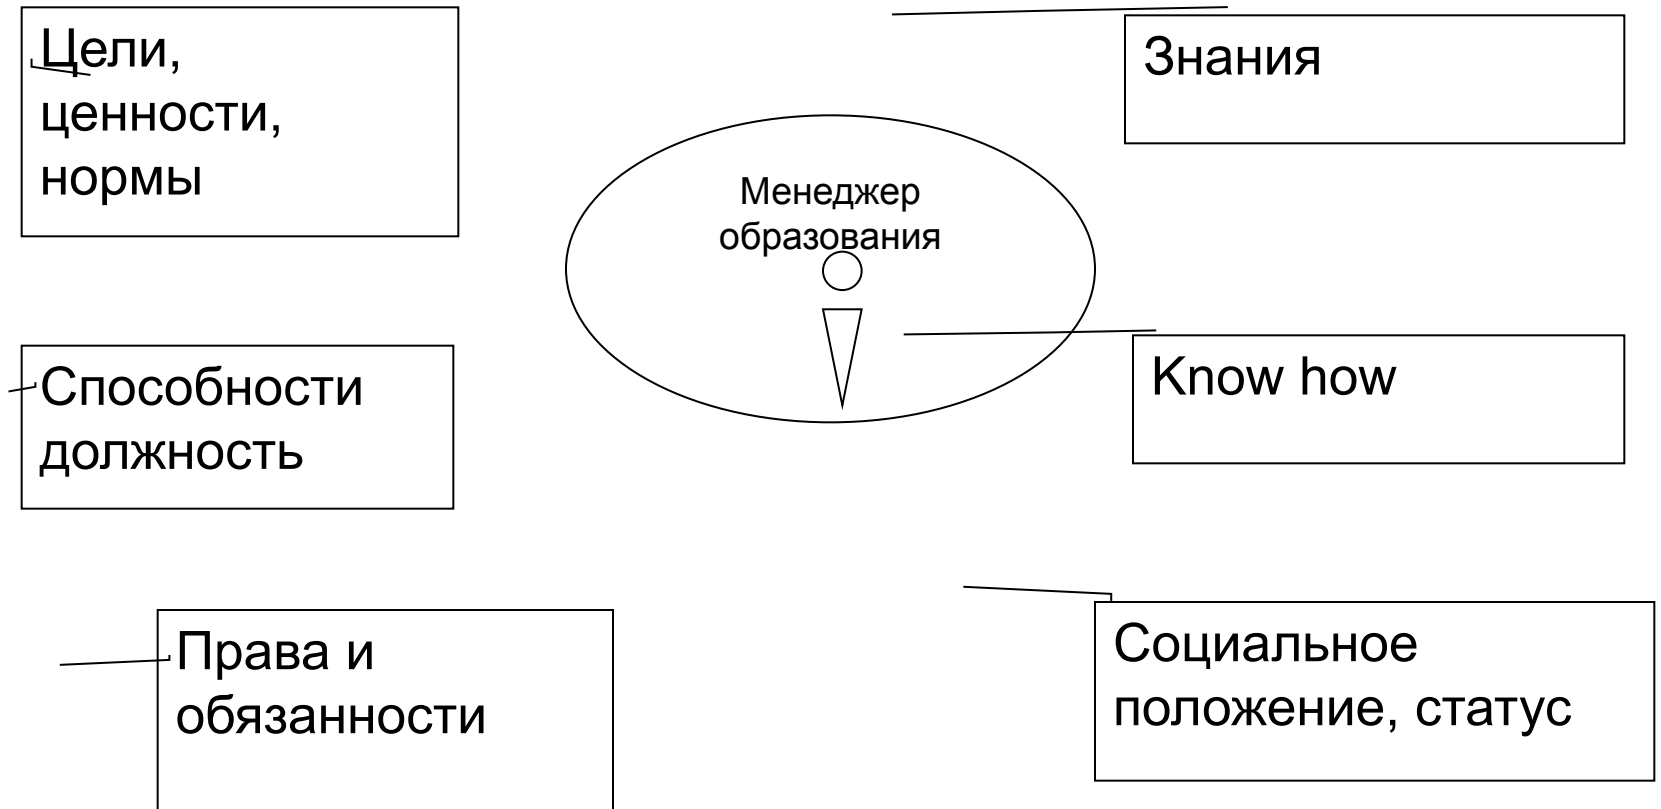 Цели,
ценности,
нормы
Знания
Менеджер
образования
Способности
должность
Know how
Права и
обязанности
Социальное
положение, статус